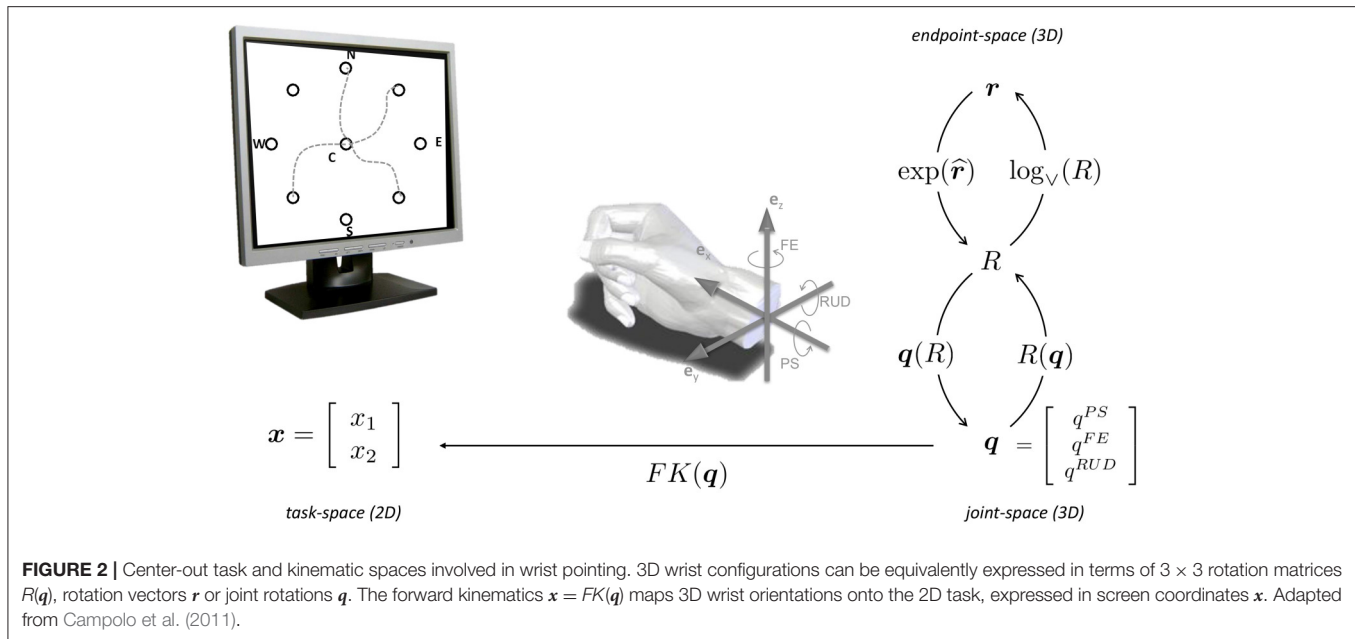 N
W
E
C
S
e_z
FE
e_x
RUD
e_y
PS
endpoint-space (3D)
r
exp(r̂) log∨(R)
R
q(R) R(q)
x = [ x₁ x₂ ]
FK(q)
q = [ q^{PS} q^{FE} q^{RUD} ]
task-space (2D)
joint-space (3D)
FIGURE 2 | Center-out task and kinematic spaces involved in wrist pointing. 3D wrist configurations can be equivalently expressed in terms of 3 × 3 rotation matrices
R(q), rotation vectors r or joint rotations q. The forward kinematics x = FK(q) maps 3D wrist orientations onto the 2D task, expressed in screen coordinates x. Adapted
from Campolo et al. (2011).